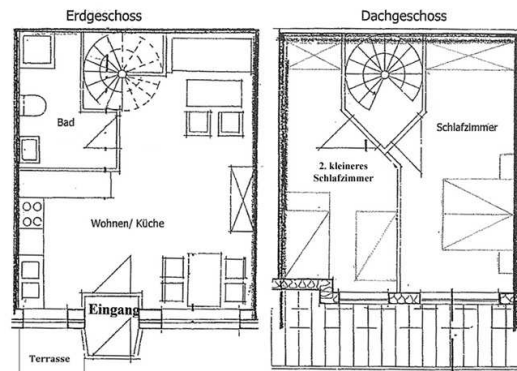 Erdgeschoss
Dachgeschoss
Bad
Schlafzimmer
2. kleineres
Schlafzimmer
Wohnen/ Küche
Eingang
Terrasse